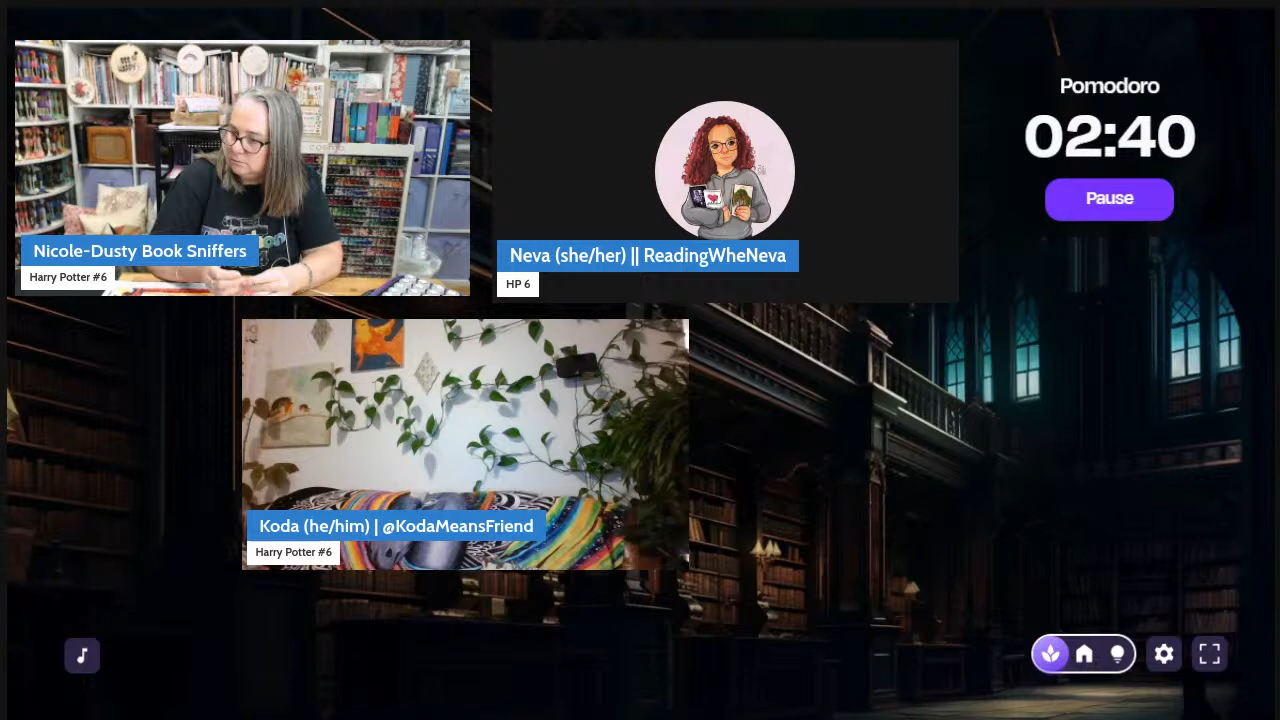 Nicole-Dusty Book Sniffers
Harry Potter #6
Neva (she/her) || ReadingWheNeva
HP 6
Pomodoro
02:40
Pause
Koda (he/him) | @KodaMeansFriend
Harry Potter #6